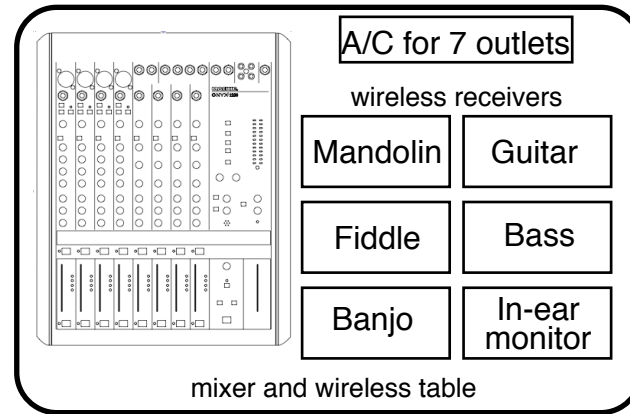 A/C for 7 outlets
wireless receivers
Mandolin
Guitar
Fiddle
Bass
Banjo
In-ear
monitor
mixer and wireless table